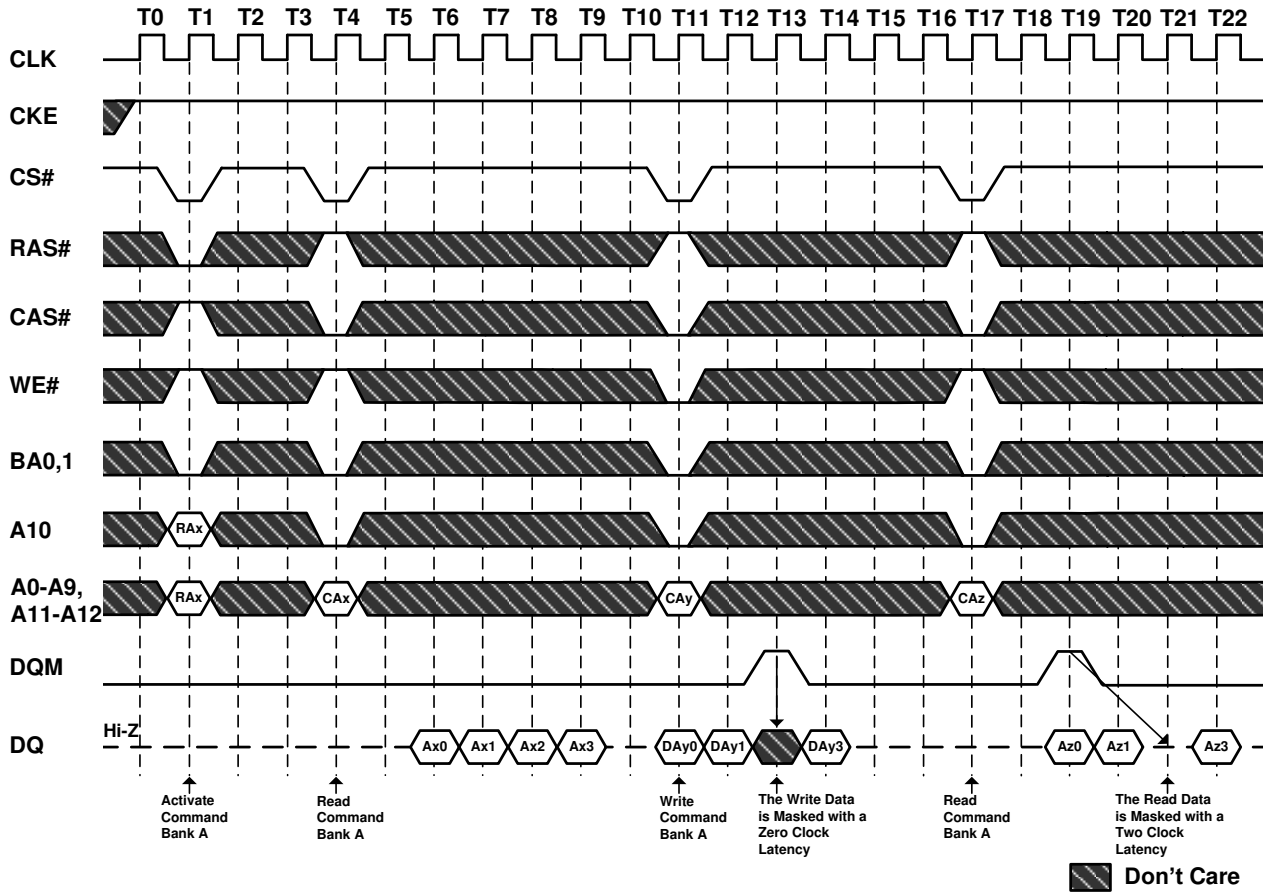 T0 T1 T2 T3 T4 T5 T6 T7 T8 T9 T10 T11 T12 T13 T14 T15 T16 T17 T18 T19 T20 T21 T22
CLK
CKE
CS#
RAS#
CAS#
WE#
BA0,1
A10
RAx
A0-A9,
A11-A12
RAx CAx CAy CAz
DQM
Hi-Z
DQ
Ax0 Ax1 Ax2 Ax3 DAy0 DAy1 DAy3 Az0 Az1 Az3
Activate
Command
Bank A
Read
Command
Bank A
Write
Command
Bank A
The Write Data
is Masked with a
Zero Clock
Latency
Read
Command
Bank A
The Read Data
is Masked with a
Two Clock
Latency
Don't Care